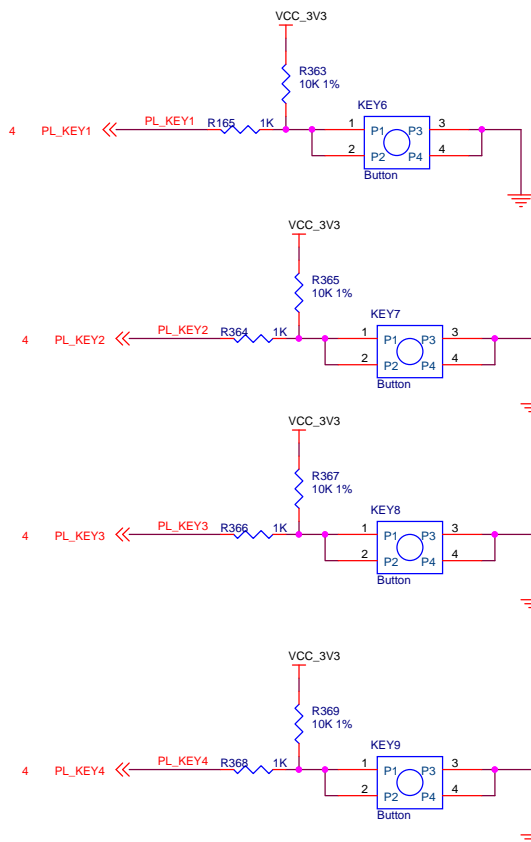 VCC_3V3
R363
10K 1%
KEY6
4 PL_KEY1 PL_KEY1 R165 1K 1 P1 P3 3
2 P2 P4 4
Button
VCC_3V3
R365
10K 1%
KEY7
4 PL_KEY2 PL_KEY2 R364 1K 1 P1 P3 3
2 P2 P4 4
Button
VCC_3V3
R367
10K 1%
KEY8
4 PL_KEY3 PL_KEY3 R366 1K 1 P1 P3 3
2 P2 P4 4
Button
VCC_3V3
R369
10K 1%
KEY9
4 PL_KEY4 PL_KEY4 R368 1K 1 P1 P3 3
2 P2 P4 4
Button